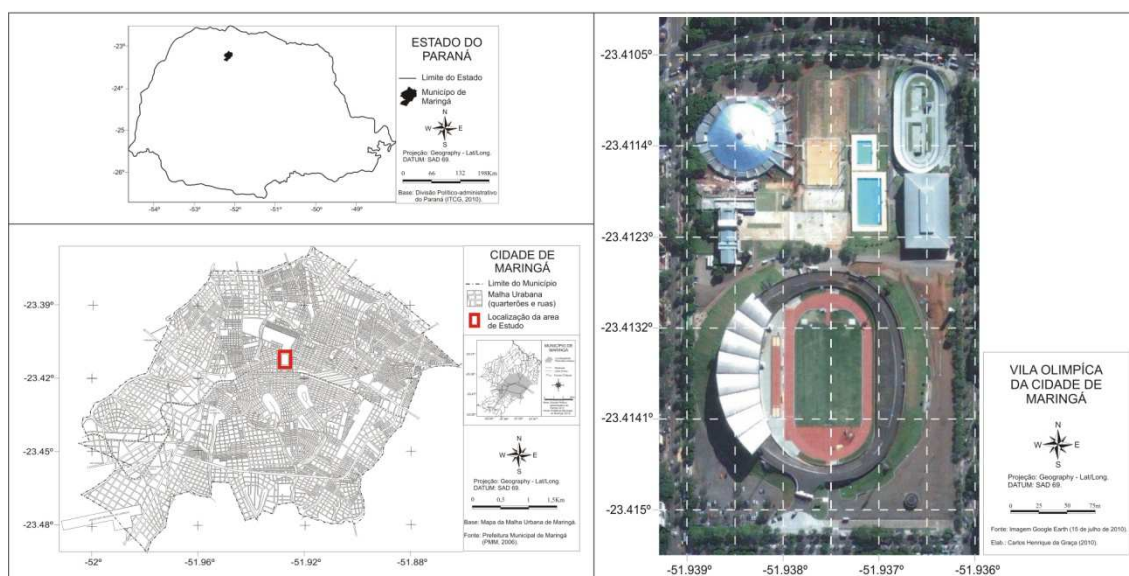 ESTADO DO
PARANÁ
Limite do Estado
Municípo de
Maringá
N
W E
S
Projeção: Geography - Lat/Long.
DATUM: SAD 69.
0 66 132 198Km
Base: Divisão Político-administrativo
do Paraná (ITCG, 2010).
-23°
-24°
-25°
-26°
-54° -52° -51° -50° -49°
CIDADE DE
MARINGÁ
Limite do Município
Malha Urabana
(quarterões e ruas)
Localização da area
de Estudo
MUNICÍPIO DE
MARINGÁ
N
W E
S
Projeção: Geography - Lat/Long.
DATUM: SAD 69.
0 0,5 1 1,5Km
Base: Mapa da Malha Urbana de Maringá.
Fonte: Prefeitura Municipal de Maringá
(PMM, 2006).
-23.39
-23.42
-23.45
-23.48
-52° -51.96 -51.92 -51.88
-23.4105
-23.4114
-23.4123
-23.4132
-23.4141
-23.415
-51.939 -51.938 -51.937 -51.936
VILA OLIMPÍCA
DA CIDADE DE
MARINGÁ
N
W E
S
Projeção: Geography - Lat/Long.
DATUM: SAD 69.
0 25 50 75m
Fonte: Imagem Google Earth (15 de julho de 2010).
Elab.: Carlos Henrique da Graça (2010).